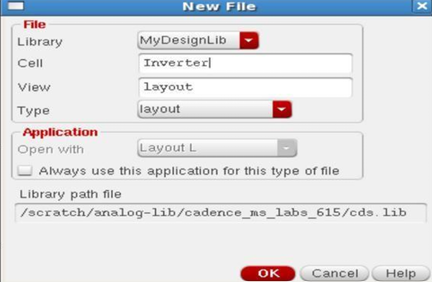 New File
File
Library MyDesignLib
Cell Inverter
View layout
Type layout
Application
Open with Layout L
Always use this application for this type of file
Library path file
/scratch/analog-lib/cadence_ms_labs_615/cds.lib
OK Cancel Help